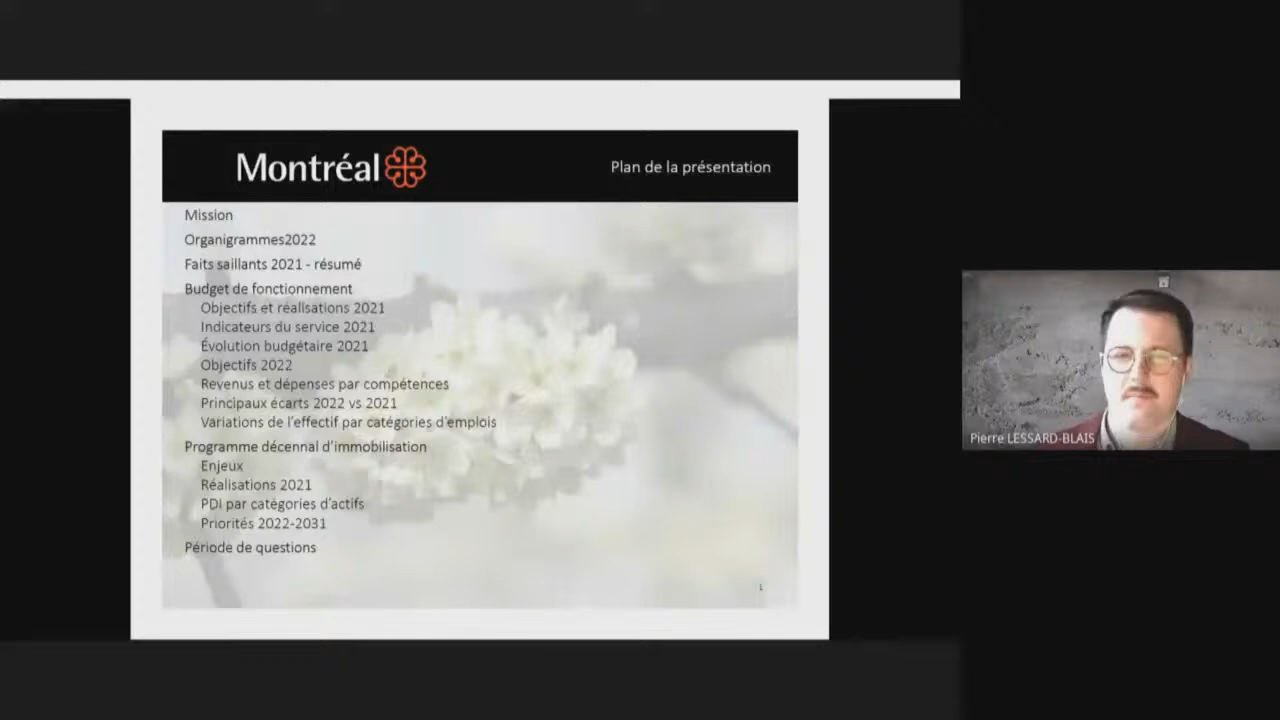 Montréal
Plan de la présentation
Mission
Organigrammes2022
Faits saillants 2021 - résumé
Budget de fonctionnement
Objectifs et réalisations 2021
Indicateurs du service 2021
Évolution budgétaire 2021
Objectifs 2022
Revenus et dépenses par compétences
Principaux écarts 2022 vs 2021
Variations de l'effectif par catégories d'emplois
Programme décennal d'immobilisation
Enjeux
Réalisations 2021
PDI par catégories d'actifs
Priorités 2022-2031
Période de questions
1
Pierre LESSARD-BLAIS